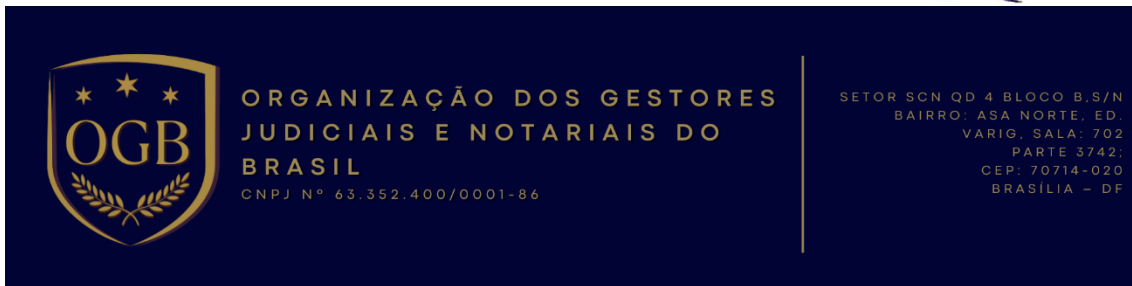 OGB
ORGANIZAÇÃO DOS GESTORES
JUDICIAIS E NOTARIAIS DO
BRASIL
CNPJ Nº 63.352.400/0001-86
SETOR SCN QD 4 BLOCO B,S/N
BAIRRO: ASA NORTE, ED.
VARIG, SALA: 702
PARTE 3742;
CEP: 70714-020
BRASÍLIA – DF